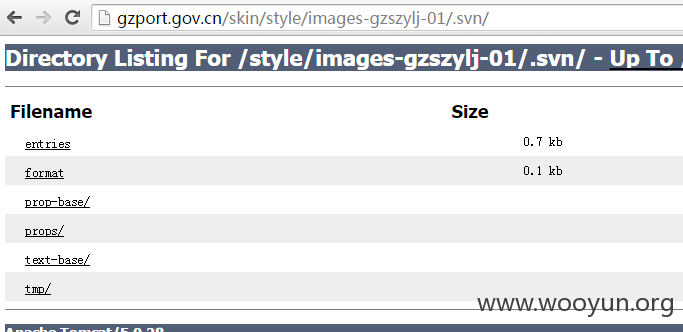 gzport.gov.cn/skin/style/images-gzszylj-01/.svn/
Directory Listing For /style/images-gzszylj-01/.svn/ - Up To
Filename Size
entries 0.7 kb
format 0.1 kb
prop-base/
props/
text-base/
tmp/
www.wooyun.org
Apache Tomcat/5.0.28